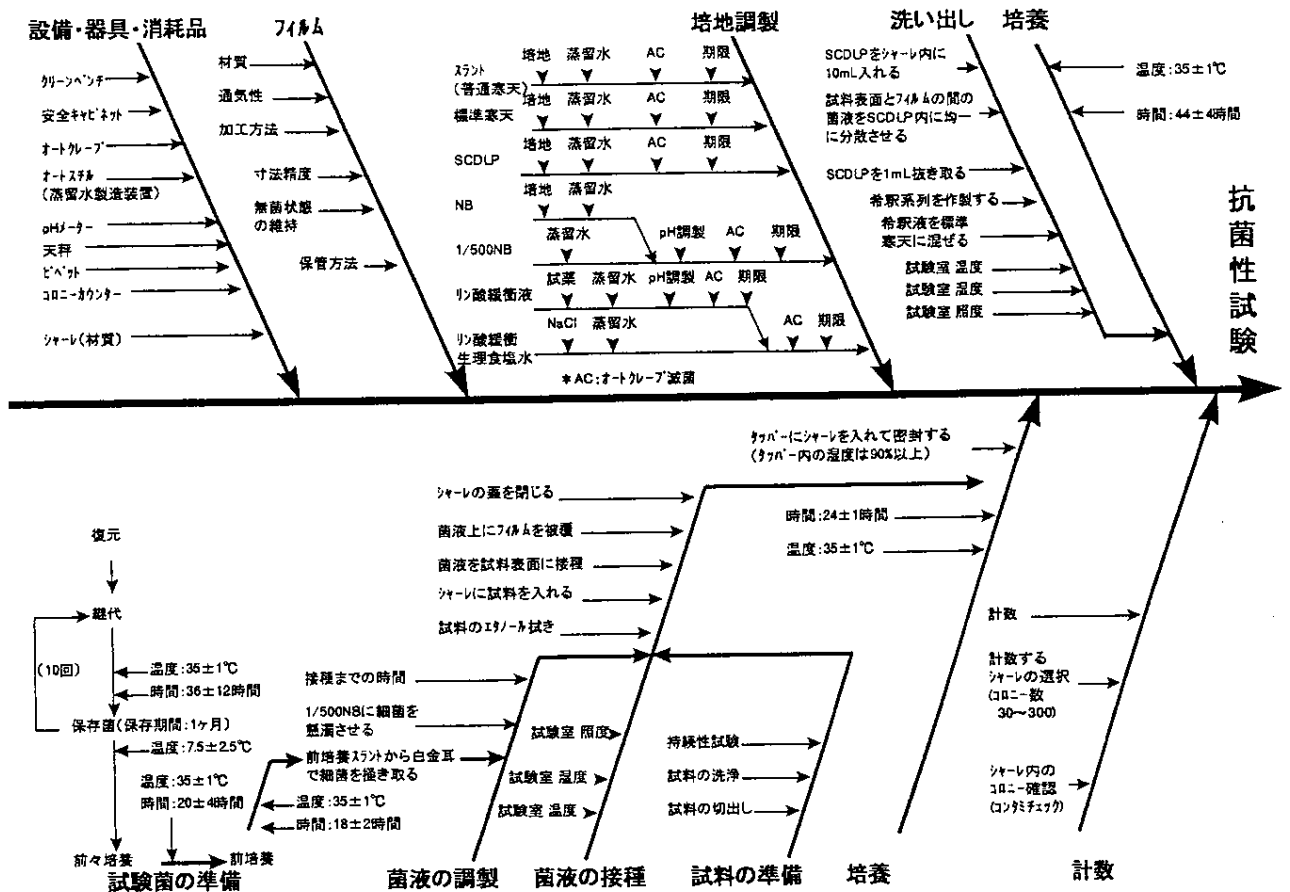 設備・器具・消耗品
クリーンベンチ
安全キャビネット
オートクレーブ
オートスチル
(蒸留水製造装置)
pHメーター
天秤
ピペット
コロニーカウンター
シャーレ(材質)
フィルム
材質
通気性
加工方法
寸法精度
無菌状態
の維持
保管方法
培地調製
スラント
(普通寒天)
培地 蒸留水 AC 期限
標準寒天
培地 蒸留水 AC 期限
SCDLP
培地 蒸留水 AC 期限
NB
培地 蒸留水
1/500NB
蒸留水 pH調製 AC 期限
リン酸緩衝液
試薬 蒸留水 pH調製 AC 期限
リン酸緩衝
生理食塩水
NaCl 蒸留水 AC 期限
*AC:オートクレーブ滅菌
洗い出し
SCDLPをシャーレ内に
10mL入れる
試料表面とフィルムの間の
菌液をSCDLP内に均一
に分散させる
SCDLPを1mL抜き取る
希釈系列を作製する
希釈液を標準
寒天に混ぜる
試験室 温度
試験室 湿度
試験室 照度
培養
温度:35±1℃
時間:44±4時間
抗菌性試験
復元
継代
(10回)
温度:35±1℃
時間:36±12時間
保存菌(保存期間:1ヶ月)
温度:7.5±2.5℃
温度:35±1℃
時間:20±4時間
前々培養
前培養
温度:35±1℃
時間:18±2時間
試験菌の準備
接種までの時間
1/500NBに細菌を
懸濁させる
前培養スラントから白金耳
で細菌を掻き取る
菌液の調製
シャーレの蓋を閉じる
菌液上にフィルムを被覆
菌液を試料表面に接種
シャーレに試料を入れる
試料のエタノール拭き
試験室 照度
試験室 湿度
試験室 温度
菌液の接種
持続性試験
試料の洗浄
試料の切出し
試料の準備
タッパーにシャーレを入れて密封する
(タッパー内の湿度は90%以上)
時間:24±1時間
温度:35±1℃
培養
計数
計数する
シャーレの選択
(コロニー数
30~300)
シャーレ内の
コロニー確認
(コンタミチェック)
計数